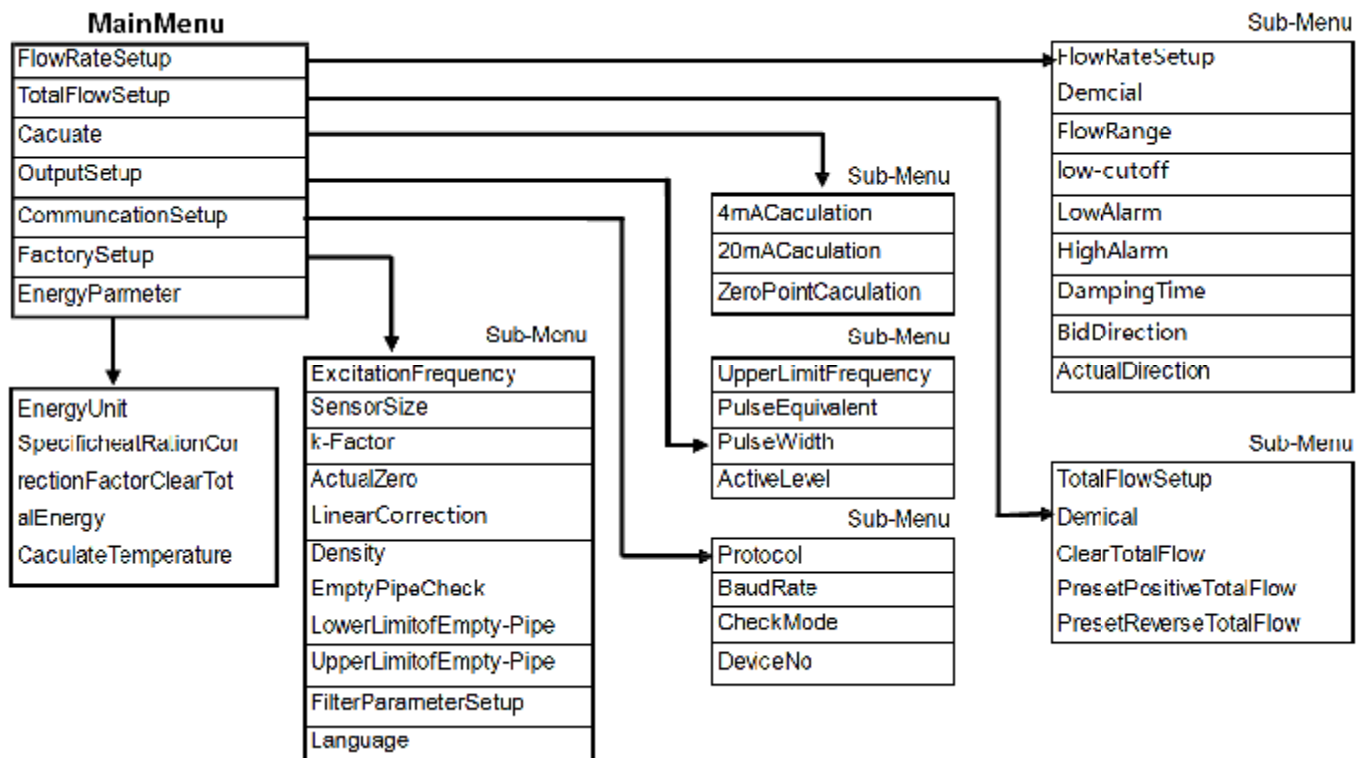 MainMenu
FlowRateSetup
TotalFlowSetup
Cacuate
OutputSetup
CommuncationSetup
FactorySetup
EnergyParmeter
EnergyUnit
SpecificheatRationCor
rectionFactorClearTot
alEnergy
CaculateTemperature
Sub-Menu
ExcitationFrequency
SensorSize
k-Factor
ActualZero
LinearCorrection
Density
EmptyPipeCheck
LowerLimitofEmpty-Pipe
UpperLimitofEmpty-Pipe
FilterParameterSetup
Language
Sub-Menu
4mACaculation
20mACaculation
ZeroPointCaculation
Sub-Menu
UpperLimitFrequency
PulseEquivalent
PulseWidth
ActiveLevel
Sub-Menu
Protocol
BaudRate
CheckMode
DeviceNo
Sub-Menu
FlowRateSetup
Demcial
FlowRange
low-cutoff
LowAlarm
HighAlarm
DampingTime
BidDirection
ActualDirection
Sub-Menu
TotalFlowSetup
Demical
ClearTotalFlow
PresetPositiveTotalFlow
PresetReverseTotalFlow